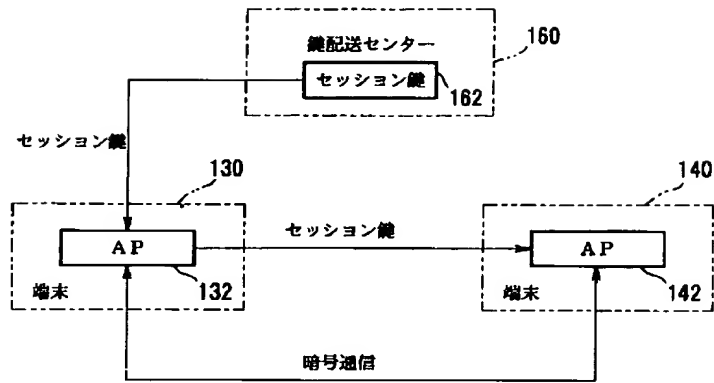 鍵配送センター
160
セッション鍵
162
セッション鍵
130
140
セッション鍵
AP
AP
132
142
端末
端末
暗号通信